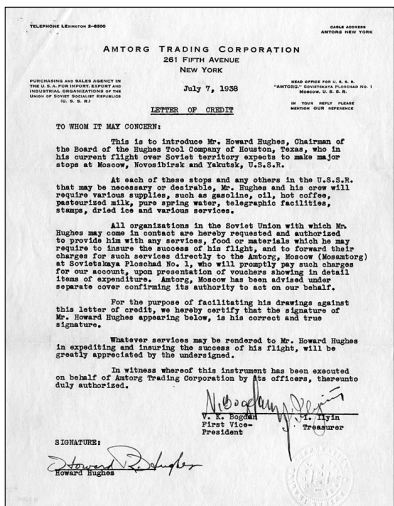 TELEPHONE LEXINGTON 2-6806
CABLE ADDRESS
AMTORG NEW YORK
AMTORG TRADING CORPORATION
261 FIFTH AVENUE
NEW YORK
PURCHASING AND SALES AGENCY IN
THE U. S. A. FOR IMPORT, EXPORT AND
INDUSTRIAL ORGANIZATIONS OF THE
UNION OF SOVIET SOCIALIST REPUBLICS
(U. S. S. R.)
July 7, 1938
HEAD OFFICE FOR U. S. S. R.
"AMTORG," SOVIETSKAYA PLOSCHAD NO. 1
MOSCOW, U. S. S. R.
IN YOUR REPLY PLEASE
MENTION OUR REFERENCE
LETTER OF CREDIT
TO WHOM IT MAY CONCERN:
This is to introduce Mr. Howard Hughes, Chairman of
the Board of the Hughes Tool Company of Houston, Texas, who in
his current flight over Soviet territory expects to make major
stops at Moscow, Novosibirsk and Yakutsk, U.S.S.R.
At each of these stops and any others in the U.S.S.R.
that may be necessary or desirable, Mr. Hughes and his crew will
require various supplies, such as gasoline, oil, hot coffee,
pasteurized milk, pure spring water, telegraphic facilities,
stamps, dried ice and various services.
All organizations in the Soviet Union with which Mr.
Hughes may come in contact are hereby requested and authorized
to provide him with any services, food or materials which he may
require to insure the success of his flight, and to forward their
charges for such services directly to the Amtorg, Moscow (Mosamtorg)
at Sovietskaya Ploschad No. 1, who will promptly pay such charges
for our account, upon presentation of vouchers showing in detail
items of expenditure. Amtorg, Moscow has been advised under
separate cover confirming its authority to act on our behalf.
For the purpose of facilitating his drawings against
this letter of credit, we hereby certify that the signature of
Mr. Howard Hughes appearing below, is his correct and true
signature.
Whatever services may be rendered to Mr. Howard Hughes
in expediting and insuring the success of his flight, will be
greatly appreciated by the undersigned.
In witness whereof this instrument has been executed
on behalf of Amtorg Trading Corporation by its officers, thereunto
duly authorized.
V. K. Bogdan
First Vice-
President
Ilyin
Treasurer
SIGNATURE:
Howard R. Hughes
Howard Hughes